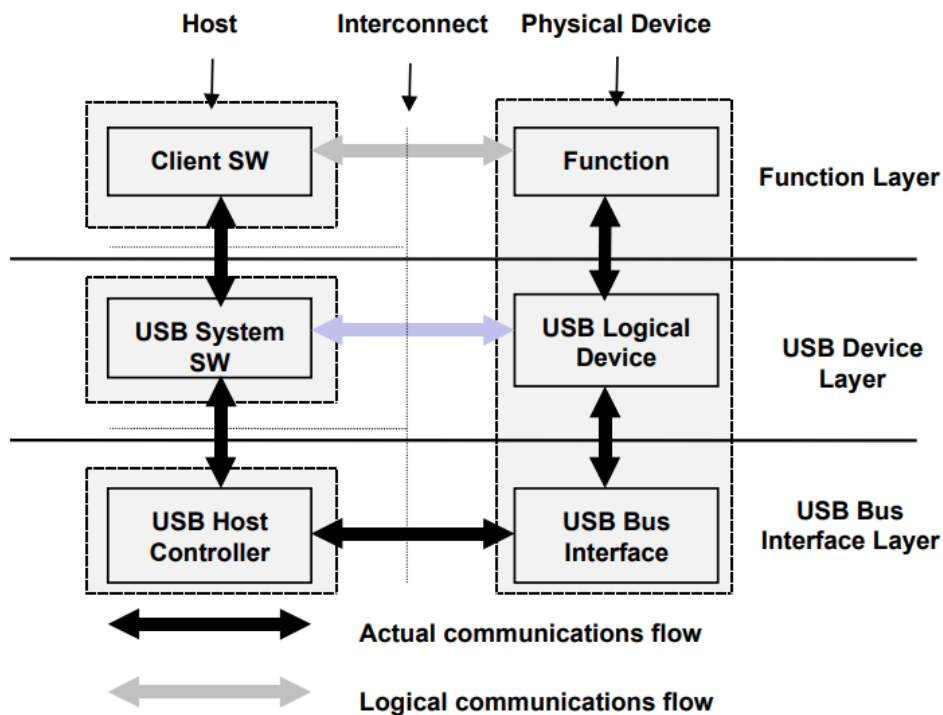 Host
Interconnect
Physical Device
Client SW
Function
Function Layer
USB System
SW
USB Logical
Device
USB Device
Layer
USB Host
Controller
USB Bus
Interface
USB Bus
Interface Layer
Actual communications flow
Logical communications flow